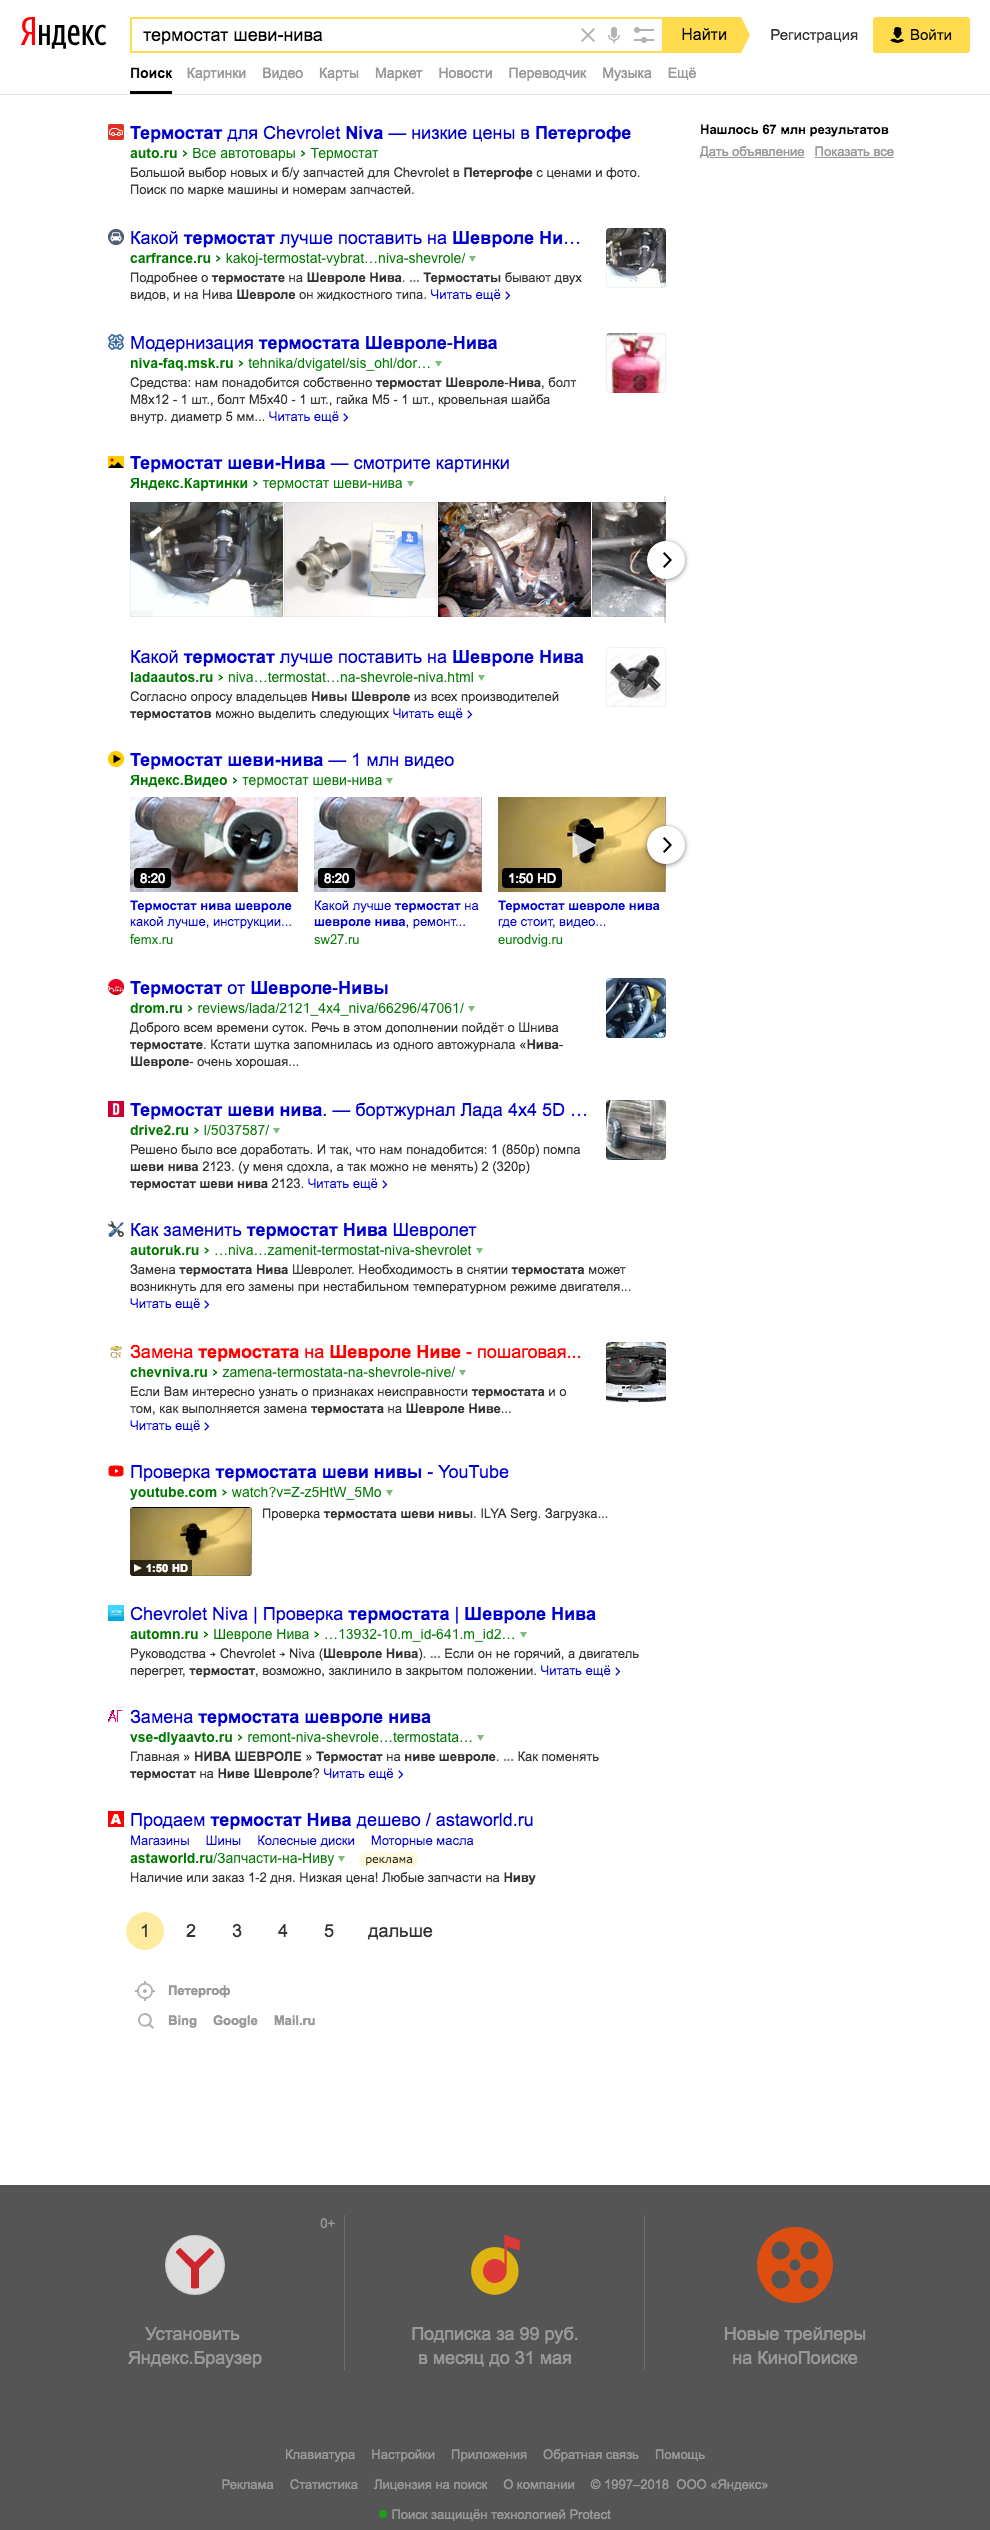 Яндекс
термостат шеви-нива
Найти
Регистрация
Войти
Поиск Картинки Видео Карты Маркет Новости Переводчик Музыка Ещё
Термостат для Chevrolet Niva — низкие цены в Петергофе
auto.ru › Все автотовары › Термостат
Большой выбор новых и б/у запчастей для Chevrolet в Петергофе с ценами и фото.
Поиск по марке машины и номерам запчастей.
Нашлось 67 млн результатов
Дать объявление Показать все
Какой термостат лучше поставить на Шевроле Ни…
carfrance.ru › kakoj-termostat-vybrat…niva-shevrole/
Подробнее о термостате на Шевроле Нива. ... Термостаты бывают двух
видов, и на Нива Шевроле он жидкостного типа. Читать ещё ›
Модернизация термостата Шевроле-Нива
niva-faq.msk.ru › tehnika/dvigatel/sis_ohl/dor…
Средства: нам понадобится собственно термостат Шевроле-Нива, болт
М8х12 - 1 шт., болт М5х40 - 1 шт., гайка М5 - 1 шт., кровельная шайба
внутр. диаметр 5 мм... Читать ещё ›
Термостат шеви-Нива — смотрите картинки
Яндекс.Картинки › термостат шеви-нива
Какой термостат лучше поставить на Шевроле Нива
ladaautos.ru › niva…termostat…na-shevrole-niva.html
Согласно опросу владельцев Нивы Шевроле из всех производителей
термостатов можно выделить следующих Читать ещё ›
Термостат шеви-нива — 1 млн видео
Яндекс.Видео › термостат шеви-нива
8:20
8:20
1:50 HD
Термостат нива шевроле
какой лучше, инструкции...
femx.ru
Какой лучше термостат на
шевроле нива, ремонт...
sw27.ru
Термостат шевроле нива
где стоит, видео...
eurodvig.ru
Термостат от Шевроле-Нивы
drom.ru › reviews/lada/2121_4x4_niva/66296/47061/
Доброго всем времени суток. Речь в этом дополнении пойдёт о Шнива
термостате. Кстати шутка запомнилась из одного автожурнала «Нива-
Шевроле- очень хорошая...
D
Термостат шеви нива. — бортжурнал Лада 4х4 5D …
drive2.ru › l/5037587/
Решено было все доработать. И так, что нам понадобится: 1 (850р) помпа
шеви нива 2123. (у меня сдохла, а так можно не менять) 2 (320р)
термостат шеви нива 2123. Читать ещё ›
Как заменить термостат Нива Шевролет
autoruk.ru › …niva…zamenit-termostat-niva-shevrolet
Замена термостата Нива Шевролет. Необходимость в снятии термостата может
возникнуть для его замены при нестабильном температурном режиме двигателя...
Читать ещё ›
CN
Замена термостата на Шевроле Ниве - пошаговая...
chevniva.ru › zamena-termostata-na-shevrole-nive/
Если Вам интересно узнать о признаках неисправности термостата и о
том, как выполняется замена термостата на Шевроле Ниве...
Читать ещё ›
Проверка термостата шеви нивы - YouTube
youtube.com › watch?v=Z-z5HtW_5Mo
Проверка термостата шеви нивы. ILYA Serg. Загрузка...
1:50 HD
Chevrolet Niva | Проверка термостата | Шевроле Нива
automn.ru › Шевроле Нива › …13932-10.m_id-641.m_id2…
Руководства → Chevrolet → Niva (Шевроле Нива). ... Если он не горячий, а двигатель
перегрет, термостат, возможно, заклинило в закрытом положении. Читать ещё ›
АГ
Замена термостата шевроле нива
vse-dlyaavto.ru › remont-niva-shevrole…termostata…
Главная » НИВА ШЕВРОЛЕ » Термостат на ниве шевроле. ... Как поменять
термостат на Ниве Шевроле? Читать ещё ›
A
Продаем термостат Нива дешево / astaworld.ru
Магазины Шины Колесные диски Моторные масла
astaworld.ru/Запчасти-на-Ниву реклама
Наличие или заказ 1-2 дня. Низкая цена! Любые запчасти на Ниву
1 2 3 4 5 дальше
Петергоф
Bing Google Mail.ru
0+
Установить
Яндекс.Браузер
Подписка за 99 руб.
в месяц до 31 мая
Новые трейлеры
на КиноПоиске
Клавиатура Настройки Приложения Обратная связь Помощь
Реклама Статистика Лицензия на поиск О компании © 1997–2018 ООО «Яндекс»
Поиск защищён технологией Protect